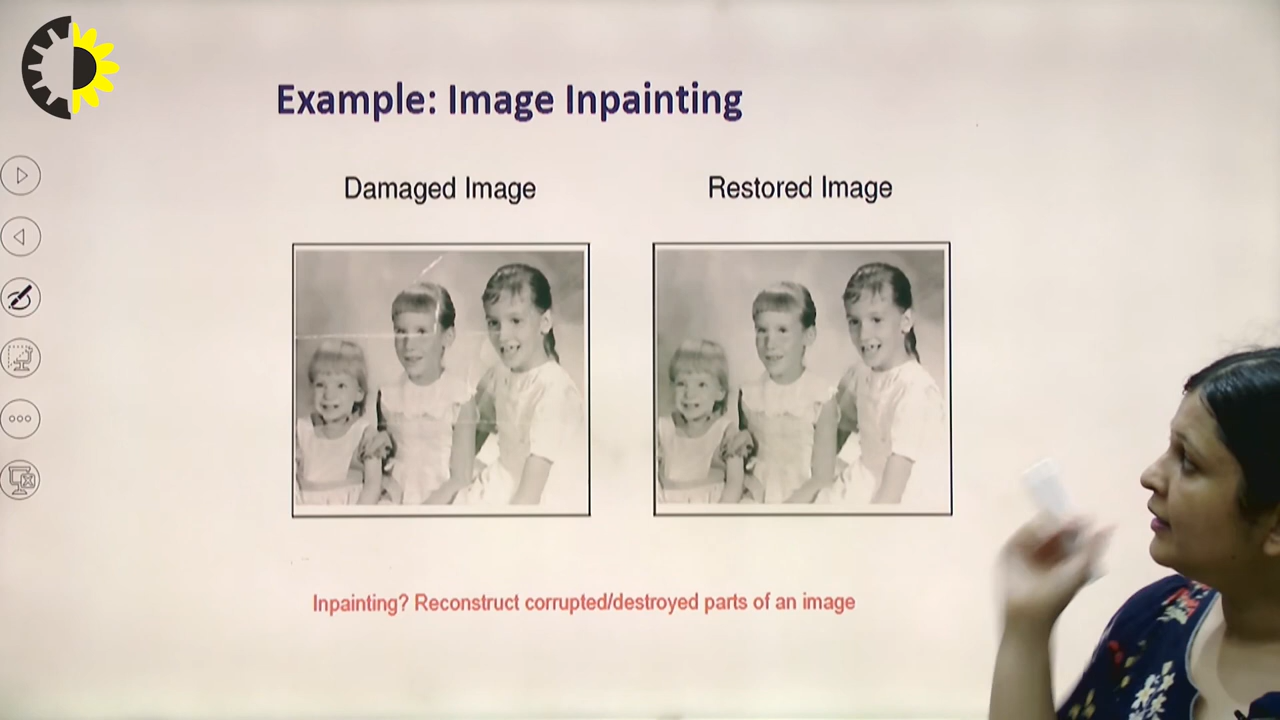 Example: Image Inpainting
Damaged Image
Restored Image
Inpainting? Reconstruct corrupted/destroyed parts of an image